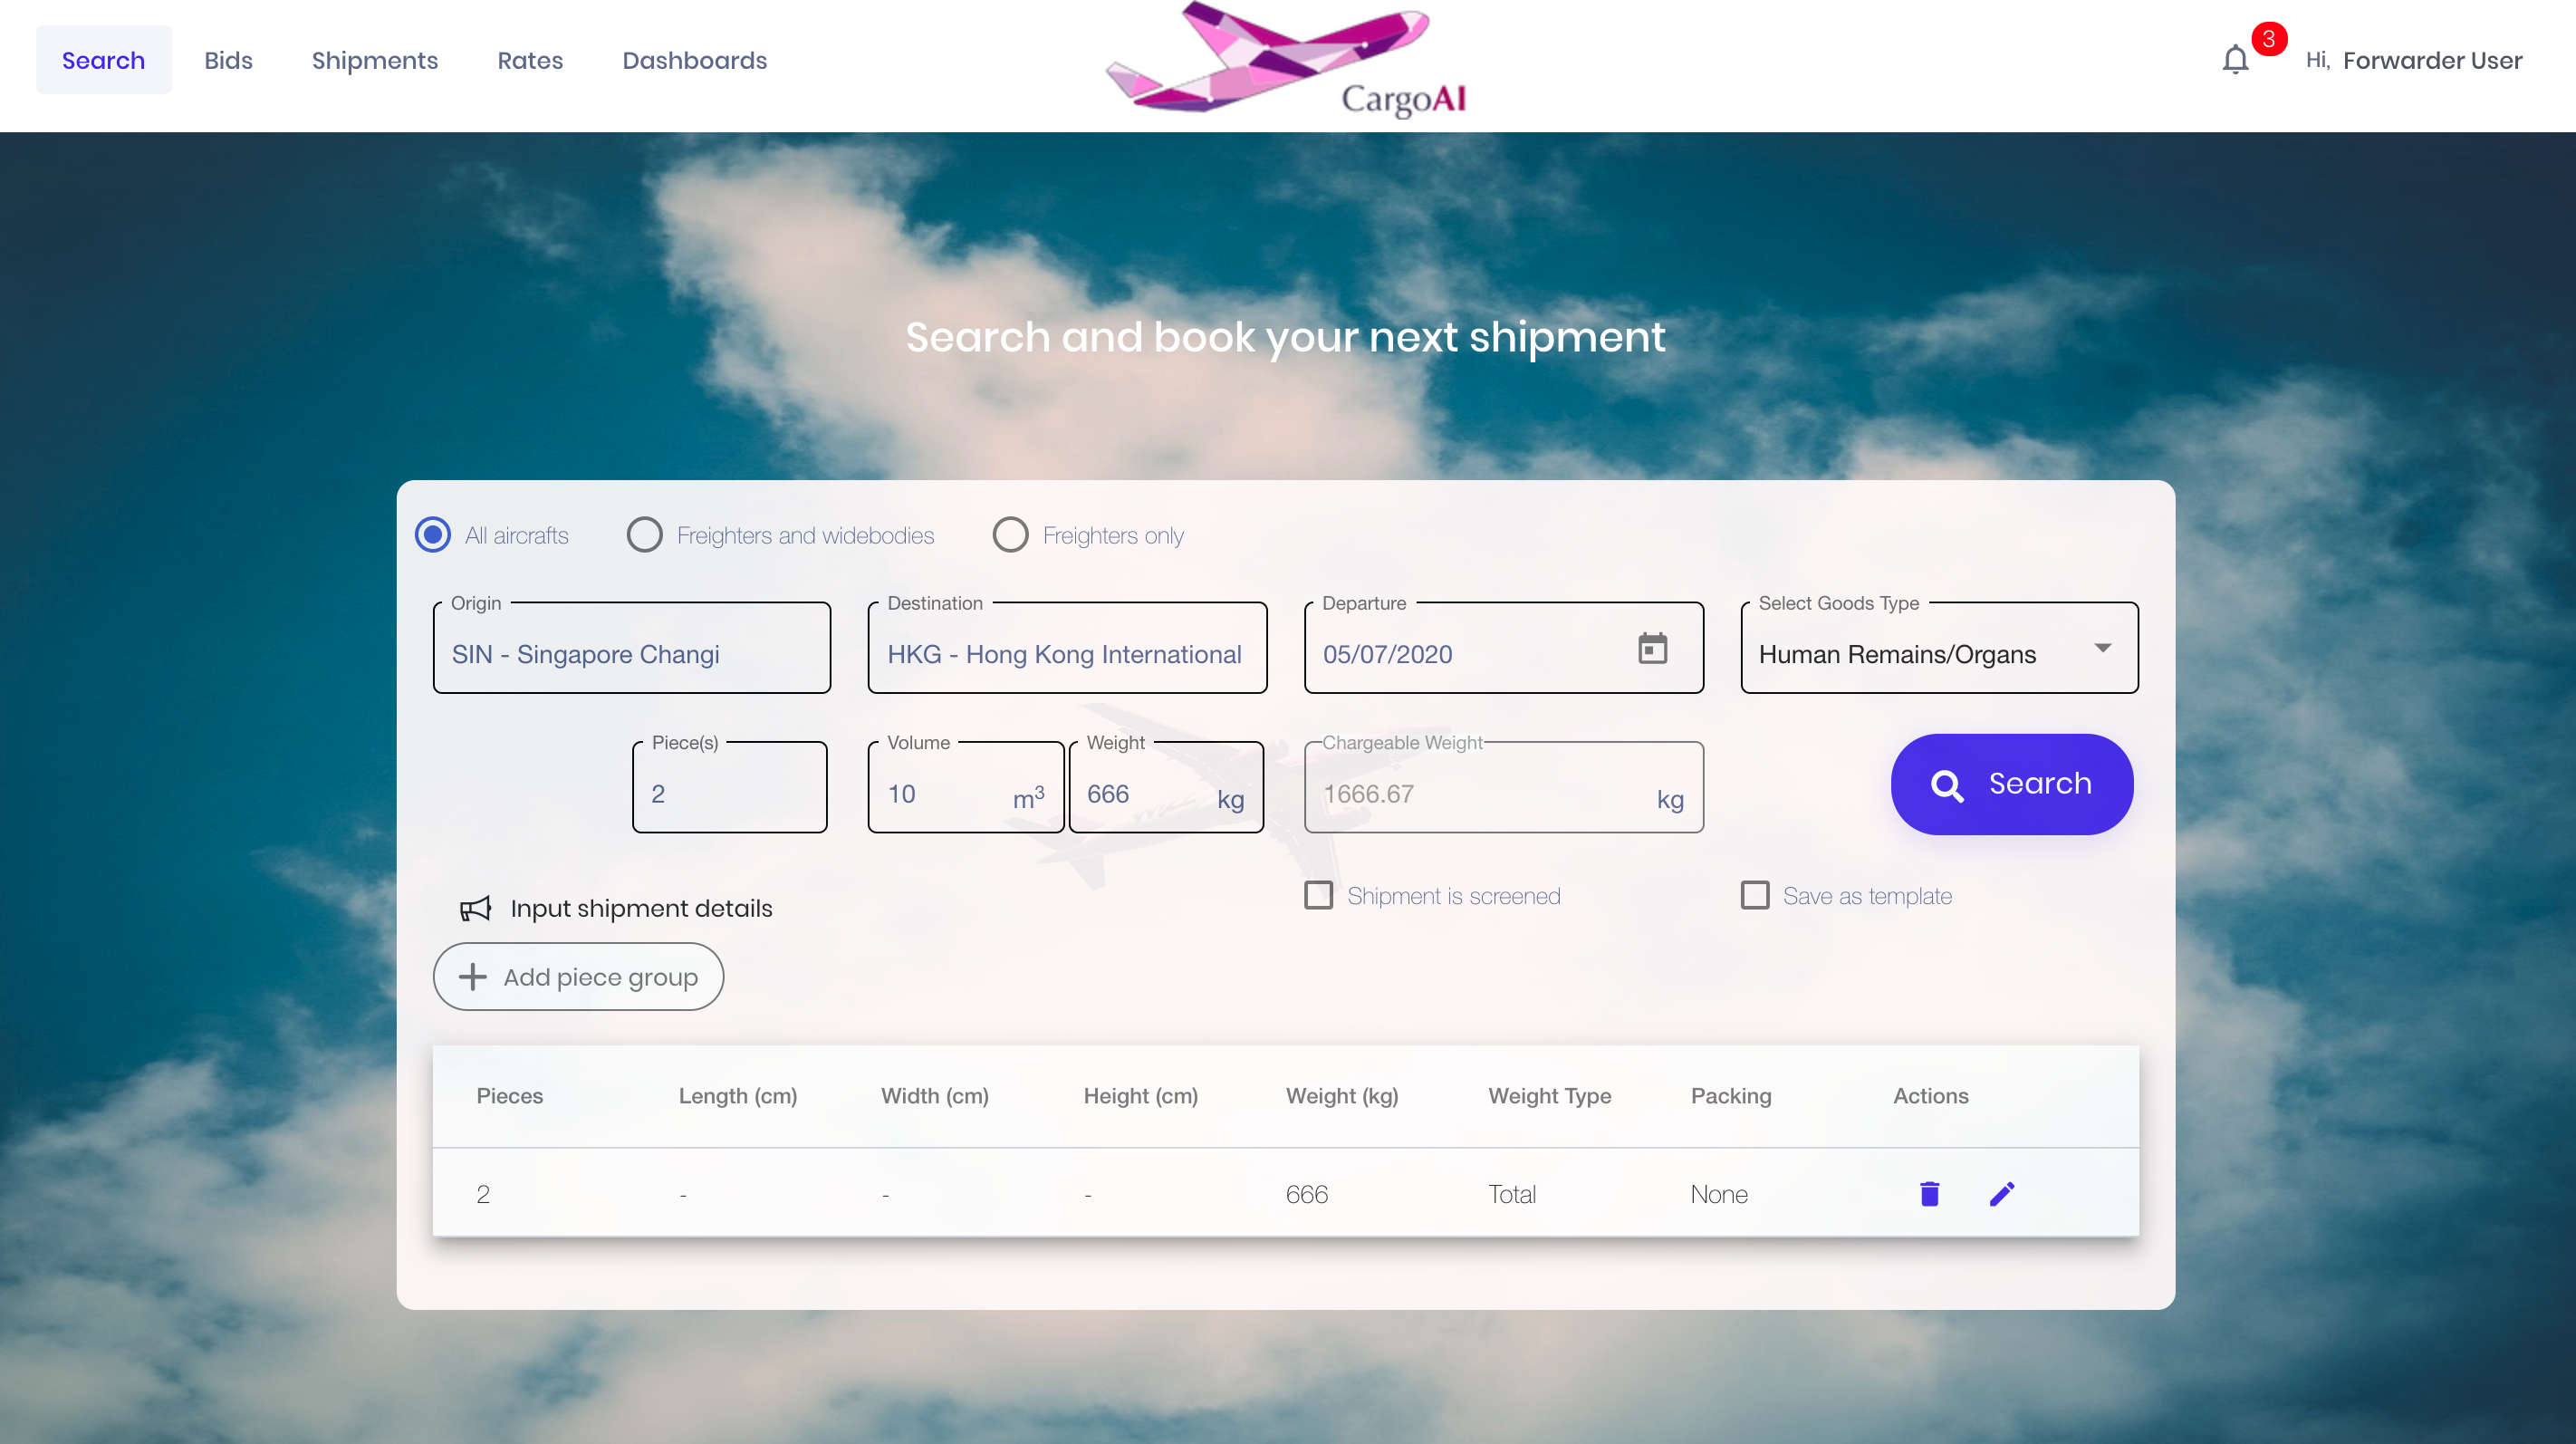 Search Bids Shipments Rates Dashboards
CargoAI
3
Hi, Forwarder User
Search and book your next shipment
All aircrafts Freighters and widebodies Freighters only
Origin Destination Departure Select Goods Type
SIN - Singapore Changi HKG - Hong Kong International 05/07/2020 Human Remains/Organs
Piece(s) Volume Weight Chargeable Weight
2 10 m³ 666 kg 1666.67 kg Search
Input shipment details Shipment is screened Save as template
Add piece group
Pieces Length (cm) Width (cm) Height (cm) Weight (kg) Weight Type Packing Actions
2 - - - 666 Total None